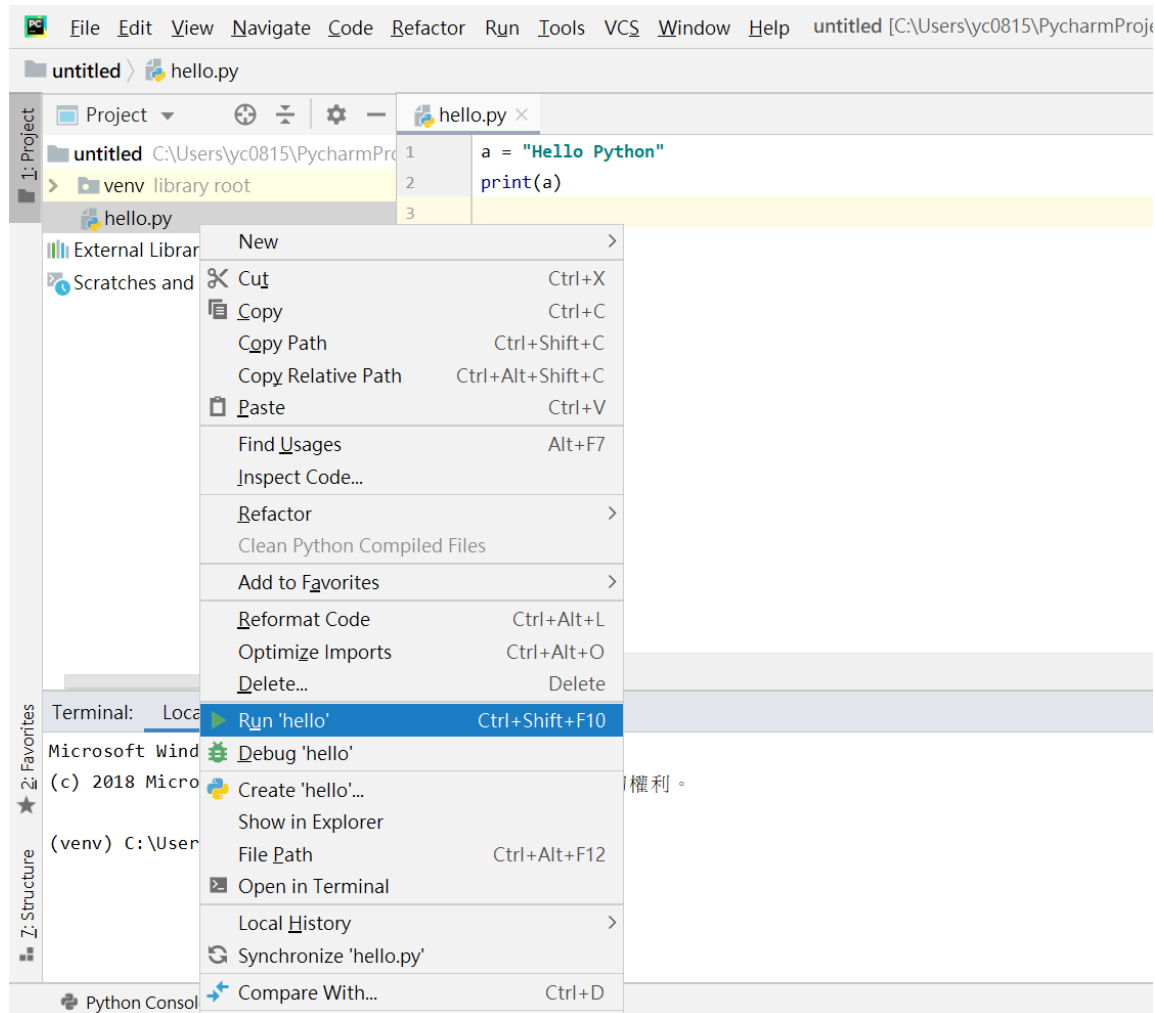 PC File Edit View Navigate Code Refactor Run Tools VCS Window Help untitled [C:\Users\yc0815\PycharmProje
untitled hello.py
1: Project
Project
hello.py
untitled C:\Users\yc0815\PycharmPro
venv library root
hello.py
External Librar
Scratches and
1 a = "Hello Python"
2 print(a)
3
New
Cut Ctrl+X
Copy Ctrl+C
Copy Path Ctrl+Shift+C
Copy Relative Path Ctrl+Alt+Shift+C
Paste Ctrl+V
Find Usages Alt+F7
Inspect Code...
Refactor
Clean Python Compiled Files
Add to Favorites
Reformat Code Ctrl+Alt+L
Optimize Imports Ctrl+Alt+O
Delete... Delete
Run 'hello' Ctrl+Shift+F10
Debug 'hello'
Create 'hello'...
Show in Explorer
File Path Ctrl+Alt+F12
Open in Terminal
Local History
Synchronize 'hello.py'
Compare With... Ctrl+D
2: Favorites
7: Structure
Terminal: Loca
Microsoft Wind
(c) 2018 Micro 權利。
(venv) C:\User
Python Consol